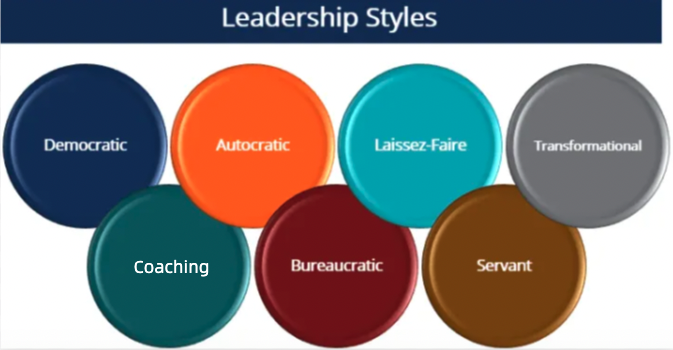 Leadership Styles
Democratic
Autocratic
Laissez-Faire
Transformational
Coaching
Bureaucratic
Servant